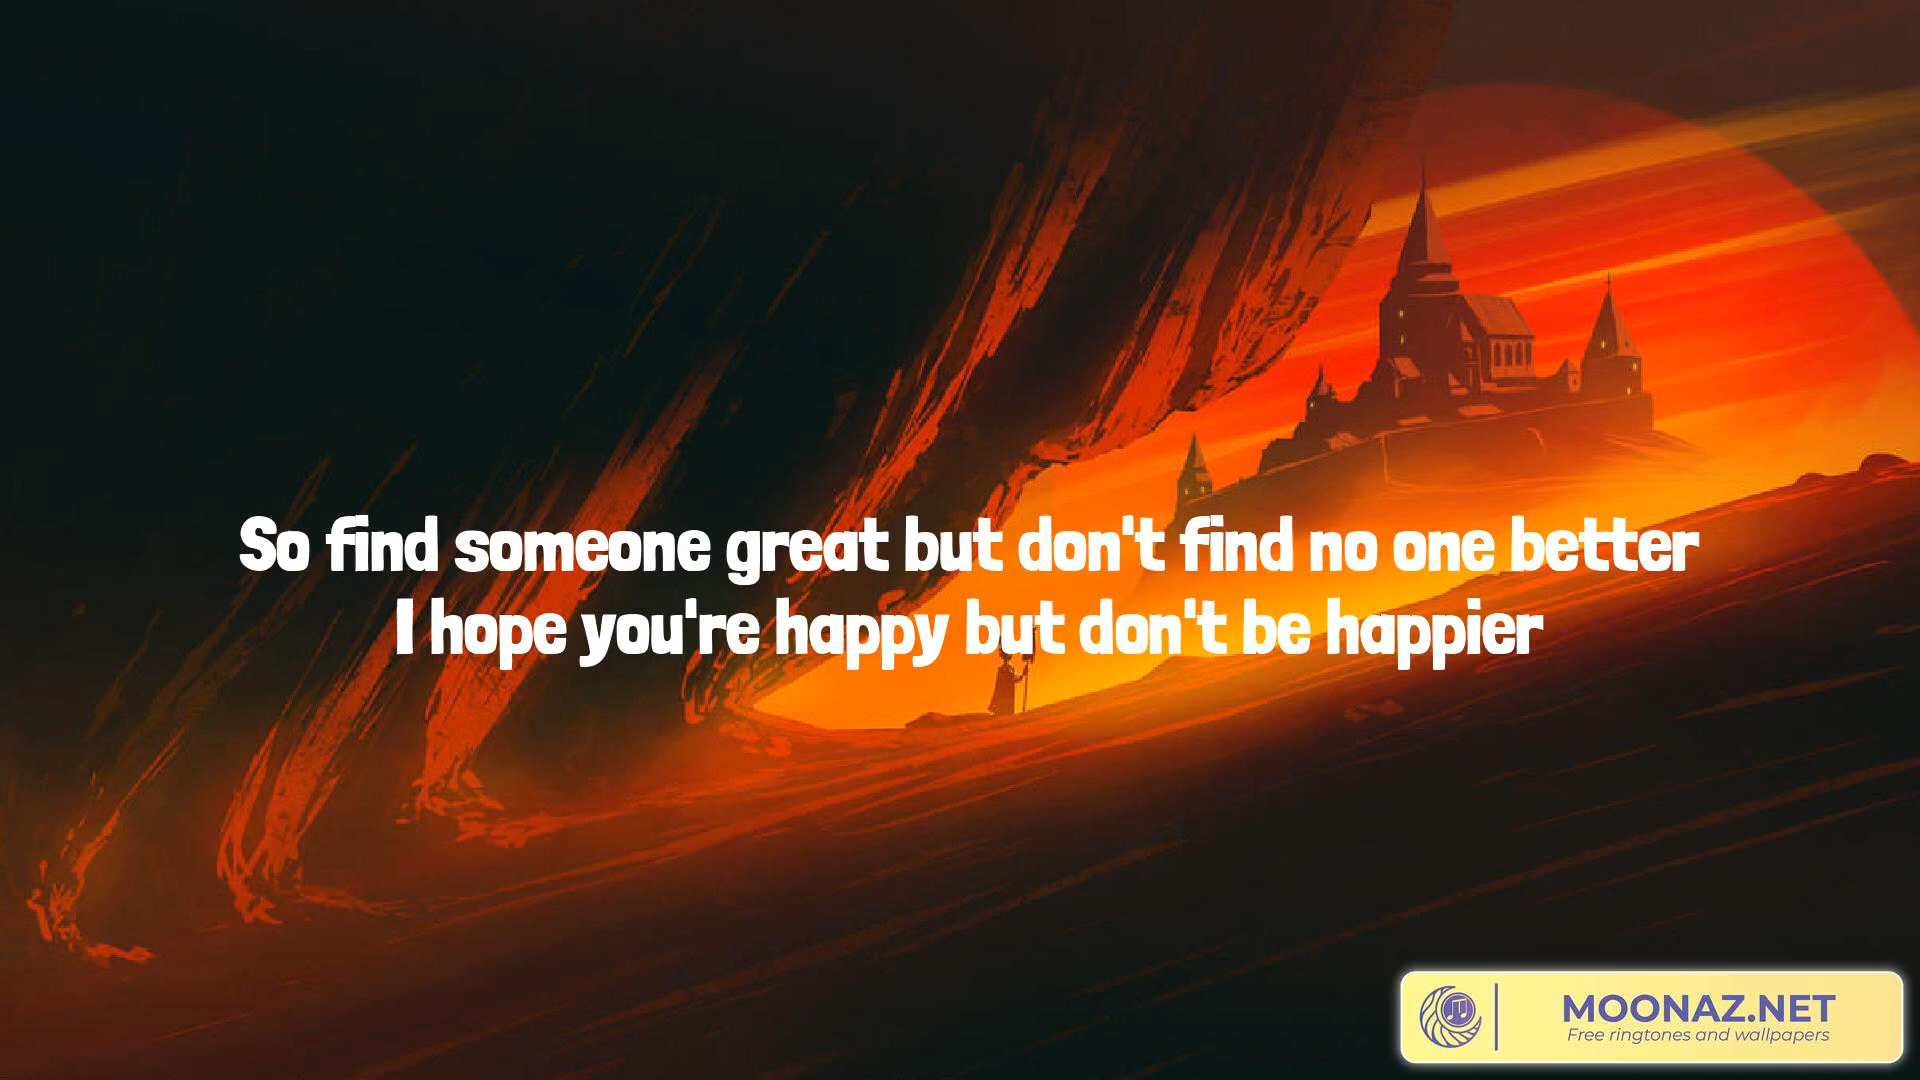 So find someone great but don't find no one better
I hope you're happy but don't be happier
MOONAZ.NET
Free ringtones and wallpapers